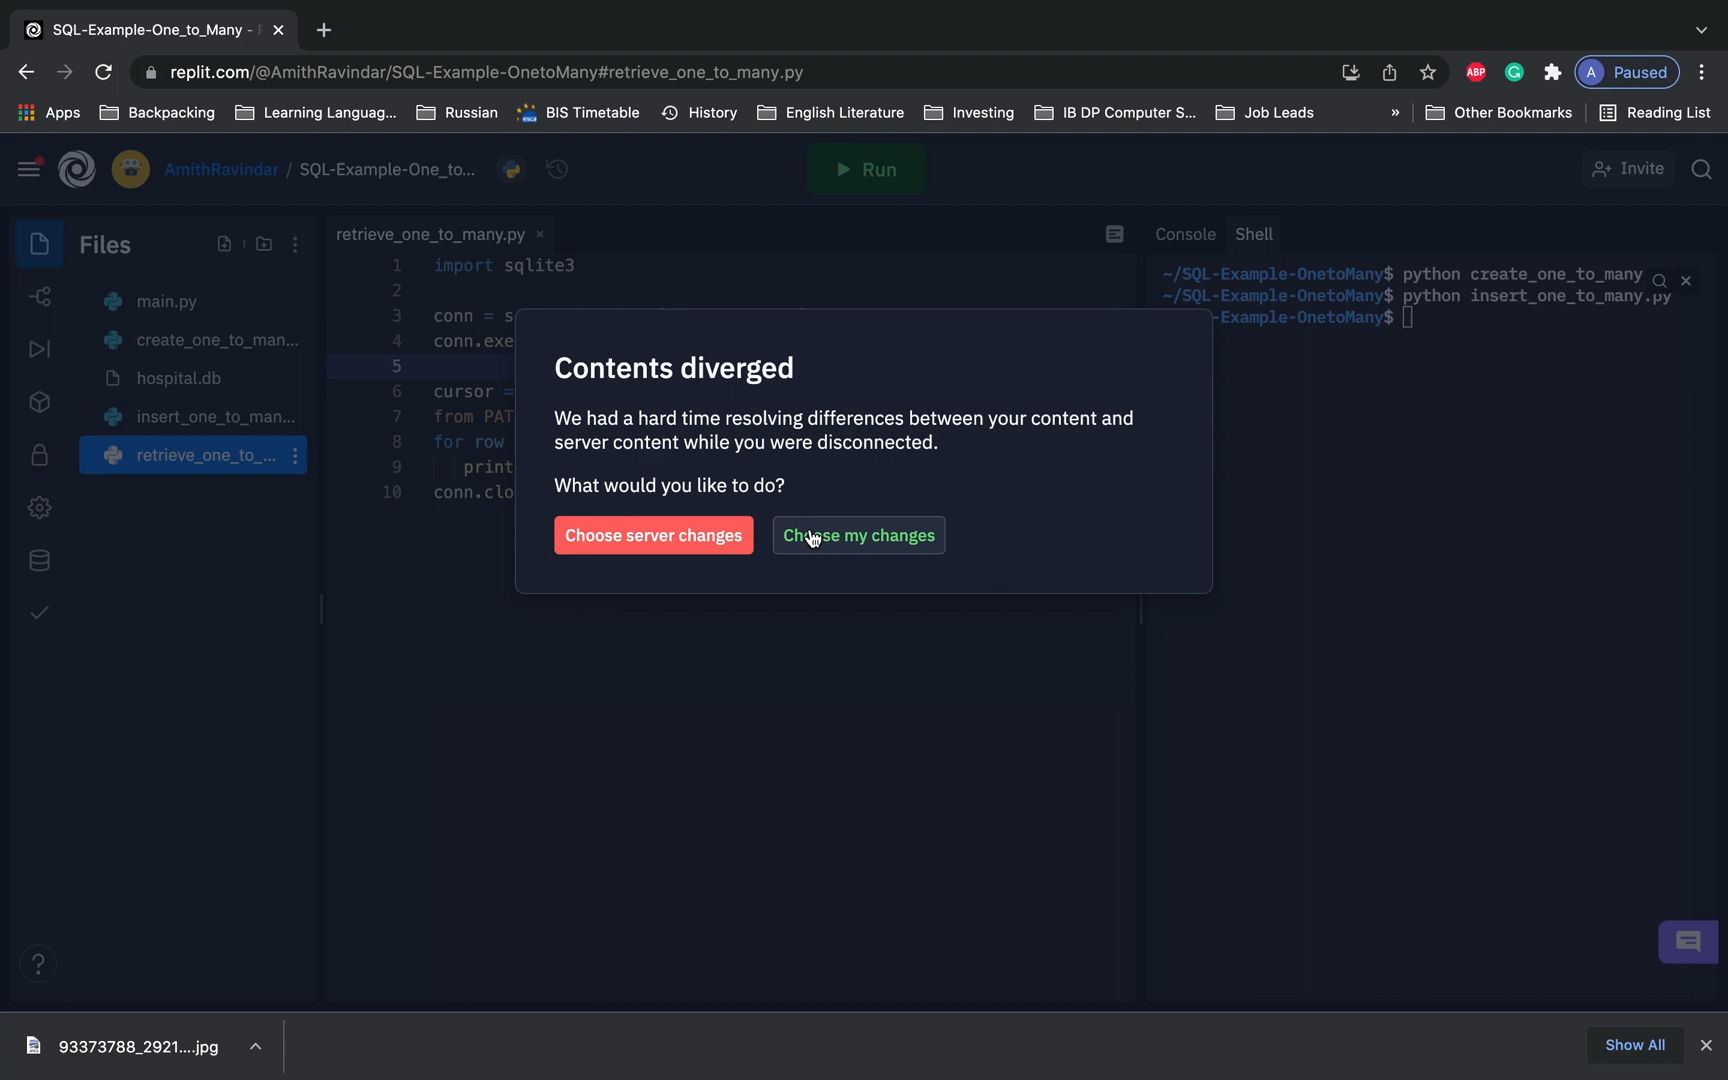 SQL-Example-One_to_Many -
replit.com/@AmithRavindar/SQL-Example-OnetoMany#retrieve_one_to_many.py
ABP
A Paused
Apps
Backpacking
Learning Languag...
Russian
BIS Timetable
History
English Literature
Investing
IB DP Computer S...
Job Leads
»
Other Bookmarks
Reading List
AmithRavindar / SQL-Example-One_to...
Run
Invite
Files
retrieve_one_to_many.py ×
Console
Shell
main.py
create_one_to_man...
hospital.db
insert_one_to_man...
retrieve_one_to_...
1 import sqlite3
2
3 conn = s
4 conn.exe
5
6 cursor =
7 from PAT
8 for row
9 print
10 conn.clo
~/SQL-Example-OnetoMany$ python create_one_to_many
~/SQL-Example-OnetoMany$ python insert_one_to_many.py
-Example-OnetoMany$
Contents diverged
We had a hard time resolving differences between your content and
server content while you were disconnected.
What would you like to do?
Choose server changes
Choose my changes
?
93373788_2921....jpg
Show All